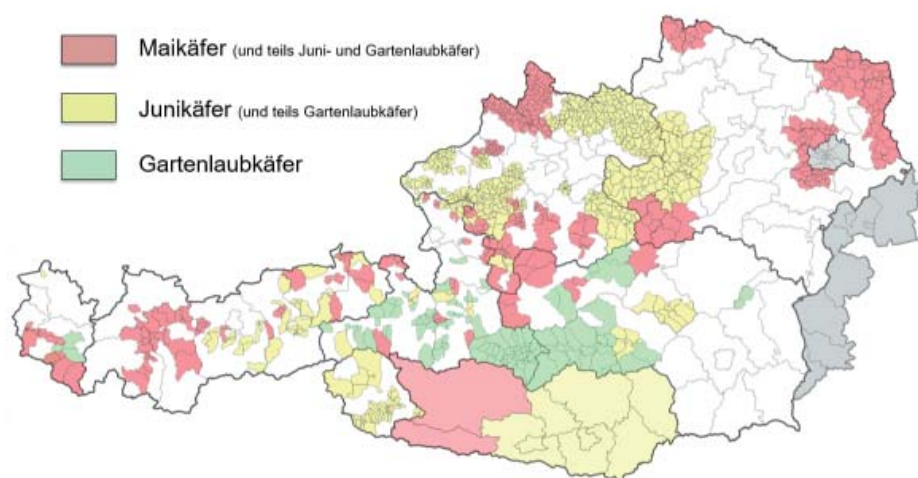 Maikäfer (und teils Juni- und Gartenlaubkäfer)
Junikäfer (und teils Gartenlaubkäfer)
Gartenlaubkäfer